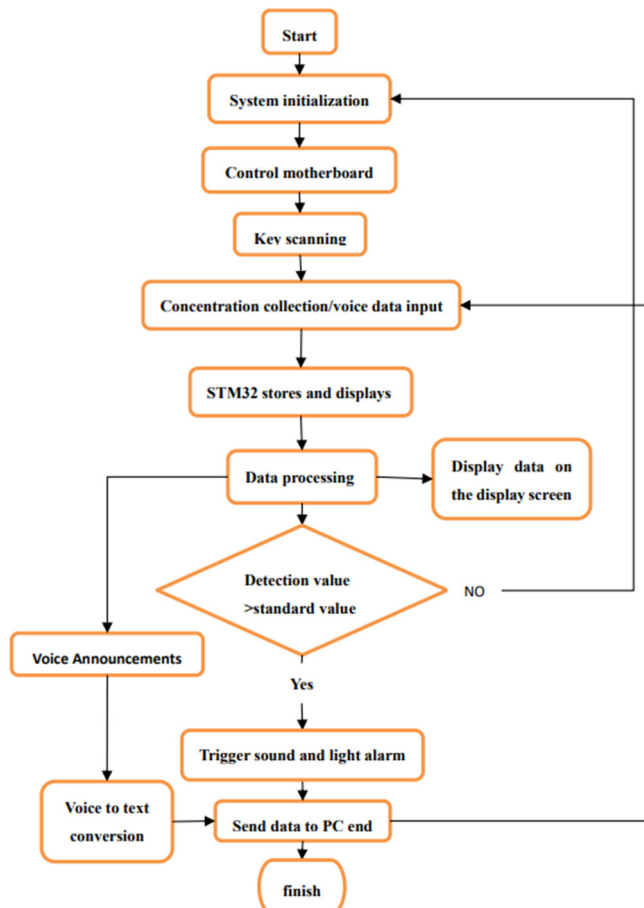 Start
System initialization
Control motherboard
Key scanning
Concentration collection/voice data input
STM32 stores and displays
Data processing
Display data on
the display screen
Detection value
>standard value
NO
Voice Announcements
Yes
Trigger sound and light alarm
Voice to text
conversion
Send data to PC end
finish